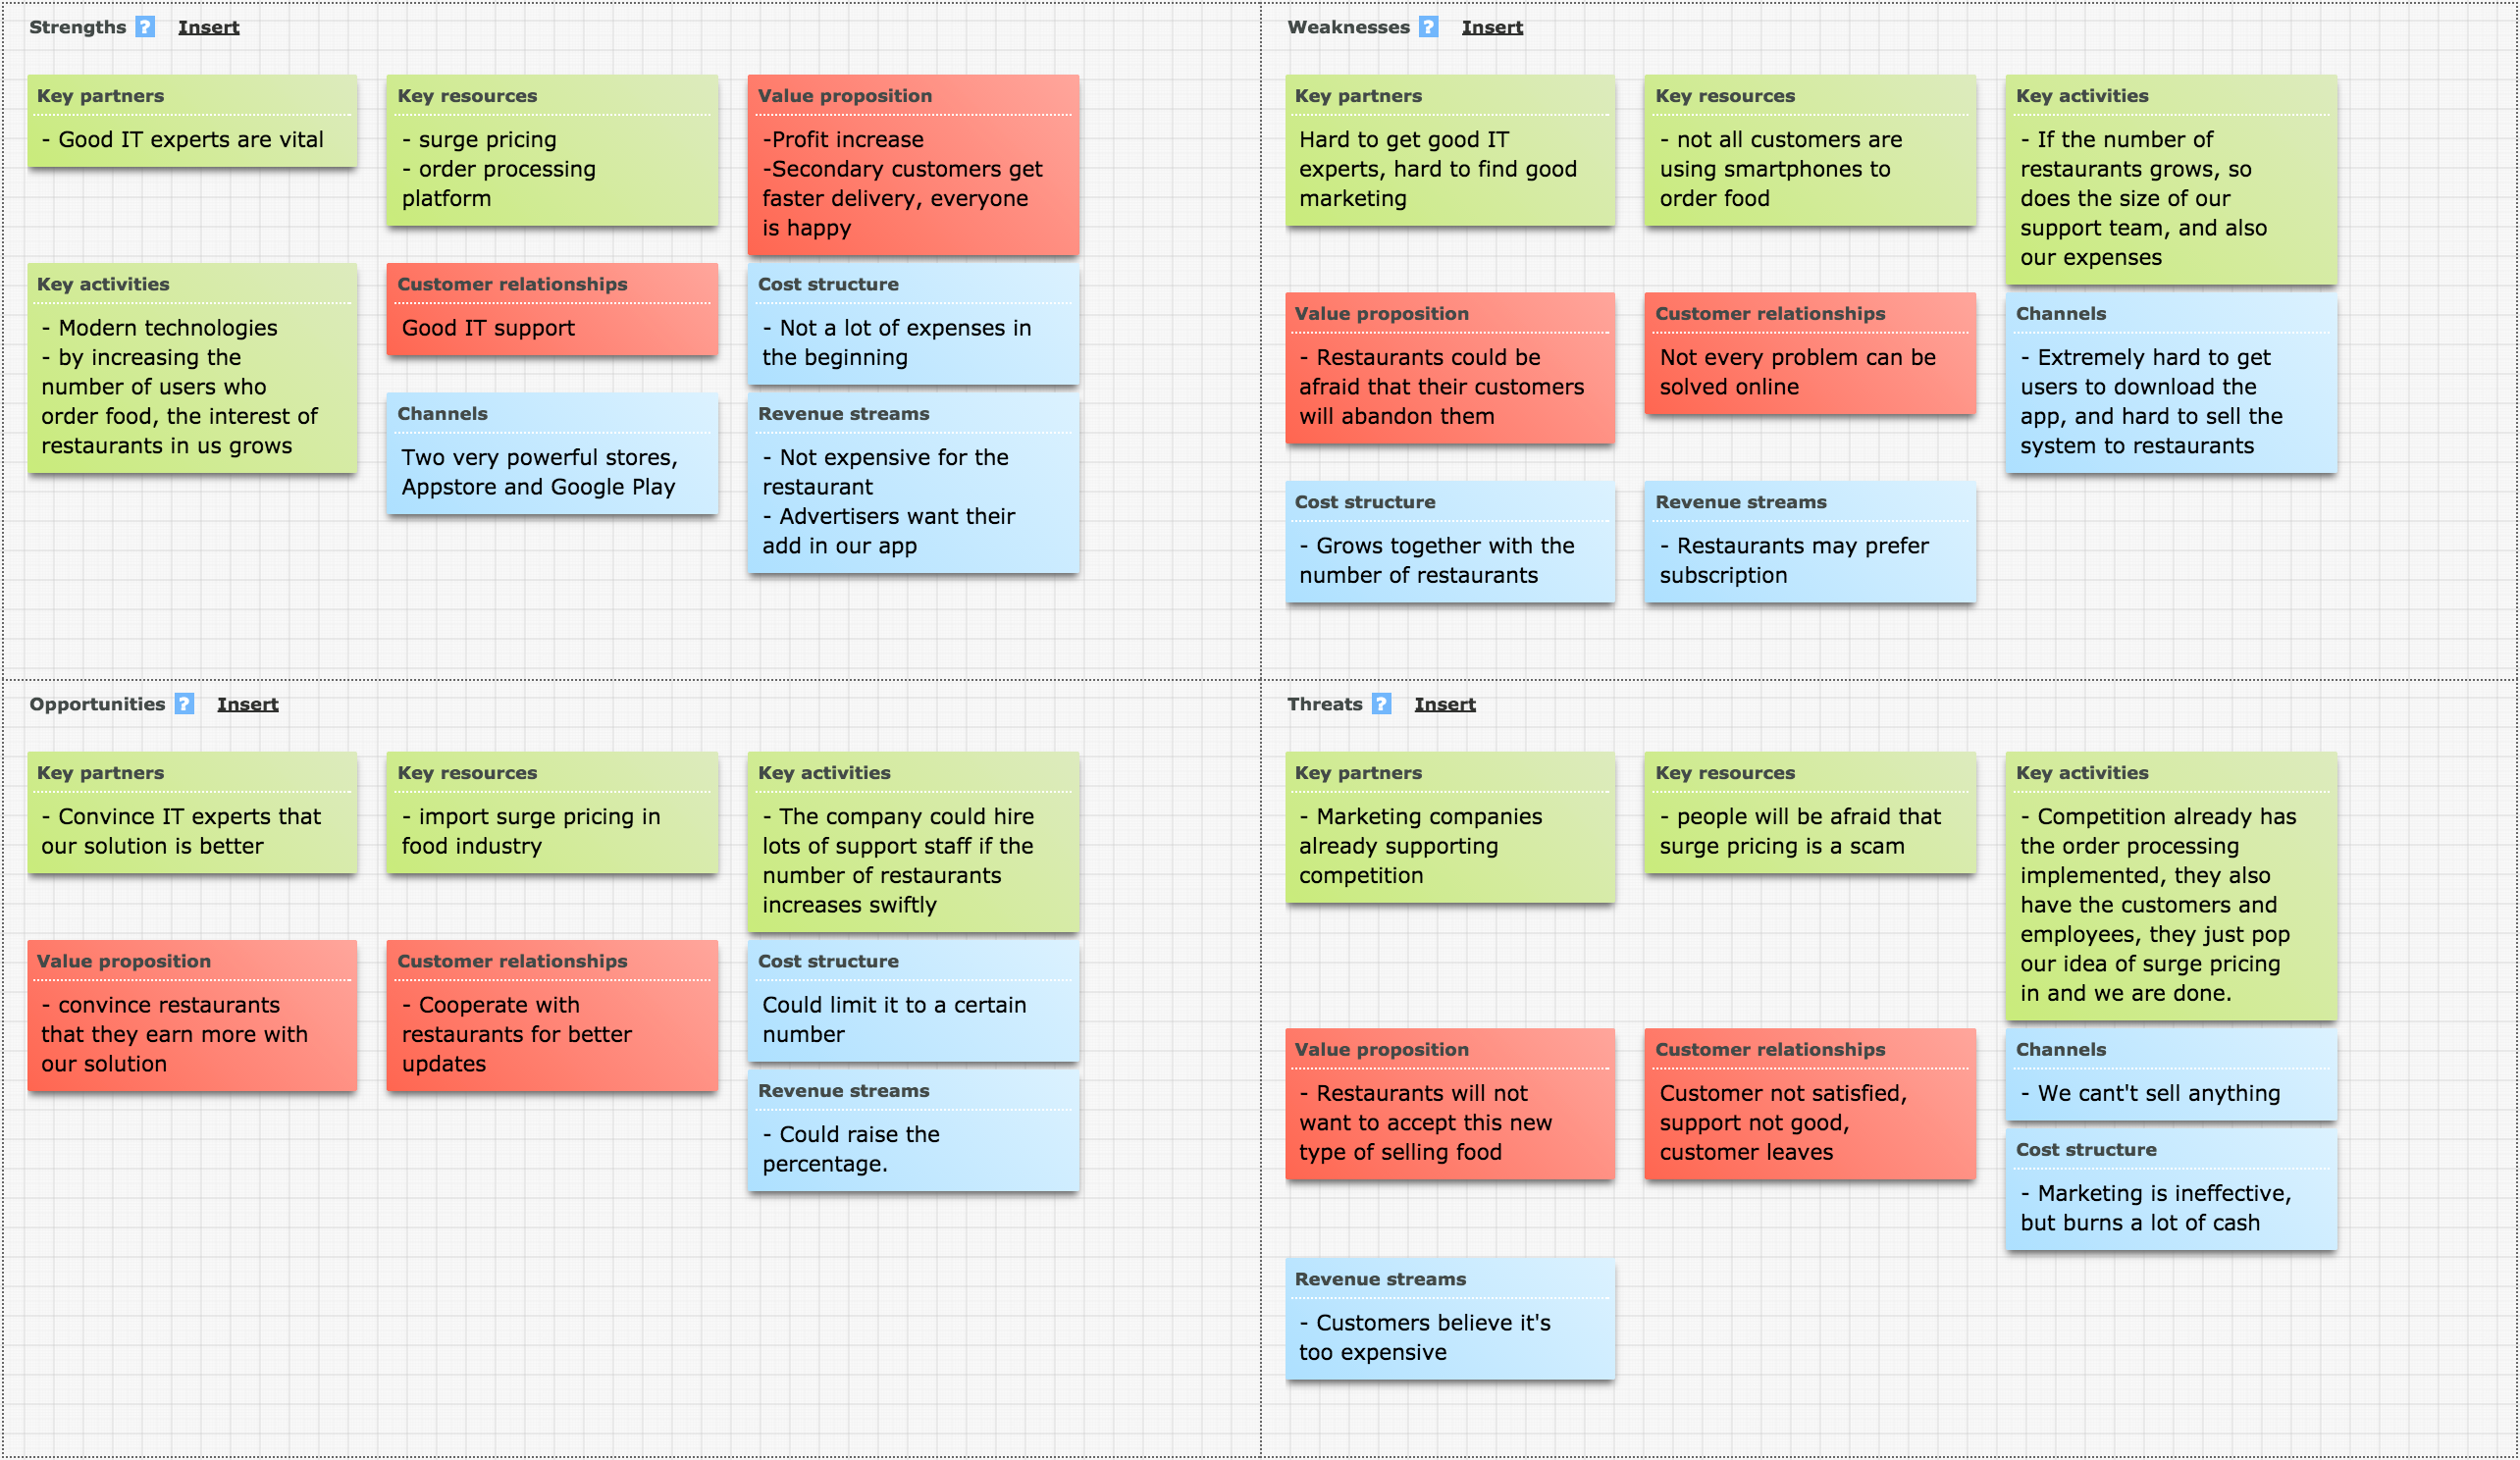 Strengths ? Insert
Key partners
- Good IT experts are vital
Key resources
- surge pricing
- order processing
platform
Value proposition
-Profit increase
-Secondary customers get
faster delivery, everyone
is happy
Key activities
- Modern technologies
- by increasing the
number of users who
order food, the interest of
restaurants in us grows
Customer relationships
Good IT support
Cost structure
- Not a lot of expenses in
the beginning
Channels
Two very powerful stores,
Appstore and Google Play
Revenue streams
- Not expensive for the
restaurant
- Advertisers want their
add in our app
Weaknesses ? Insert
Key partners
Hard to get good IT
experts, hard to find good
marketing
Key resources
- not all customers are
using smartphones to
order food
Key activities
- If the number of
restaurants grows, so
does the size of our
support team, and also
our expenses
Value proposition
- Restaurants could be
afraid that their customers
will abandon them
Customer relationships
Not every problem can be
solved online
Channels
- Extremely hard to get
users to download the
app, and hard to sell the
system to restaurants
Cost structure
- Grows together with the
number of restaurants
Revenue streams
- Restaurants may prefer
subscription
Opportunities ? Insert
Key partners
- Convince IT experts that
our solution is better
Key resources
- import surge pricing in
food industry
Key activities
- The company could hire
lots of support staff if the
number of restaurants
increases swiftly
Value proposition
- convince restaurants
that they earn more with
our solution
Customer relationships
- Cooperate with
restaurants for better
updates
Cost structure
Could limit it to a certain
number
Revenue streams
- Could raise the
percentage.
Threats ? Insert
Key partners
- Marketing companies
already supporting
competition
Key resources
- people will be afraid that
surge pricing is a scam
Key activities
- Competition already has
the order processing
implemented, they also
have the customers and
employees, they just pop
our idea of surge pricing
in and we are done.
Value proposition
- Restaurants will not
want to accept this new
type of selling food
Customer relationships
Customer not satisfied,
support not good,
customer leaves
Channels
- We cant't sell anything
Cost structure
- Marketing is ineffective,
but burns a lot of cash
Revenue streams
- Customers believe it's
too expensive